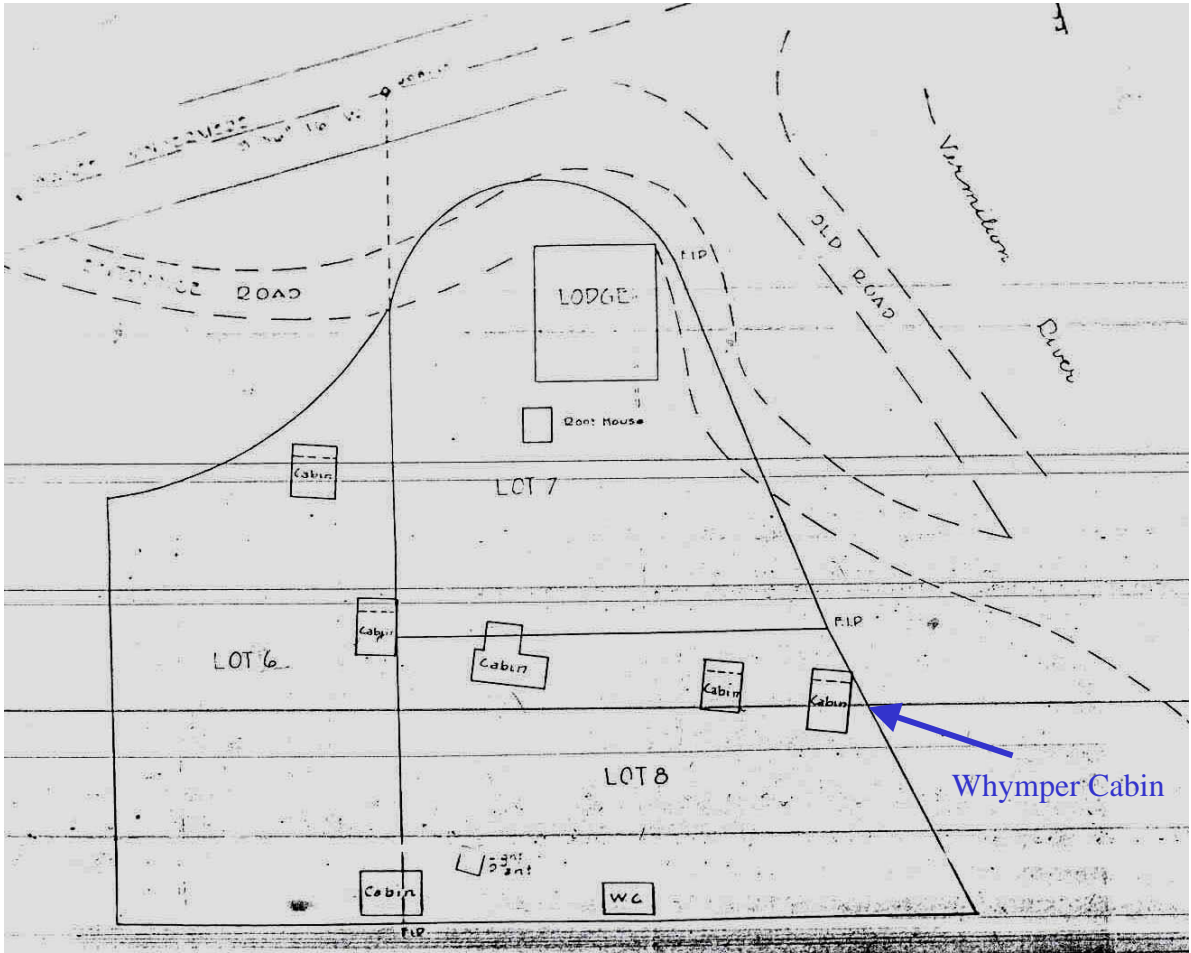 Vermilion
River
OLD ROAD
ROAD
F.I.P
LODGE
Root House
Cabin
LOT 7
Cabin
F.I.P
LOT 6
Cabin
Cabin
Cabin
Whymper Cabin
LOT 8
Cabin
W.C
F.I.P